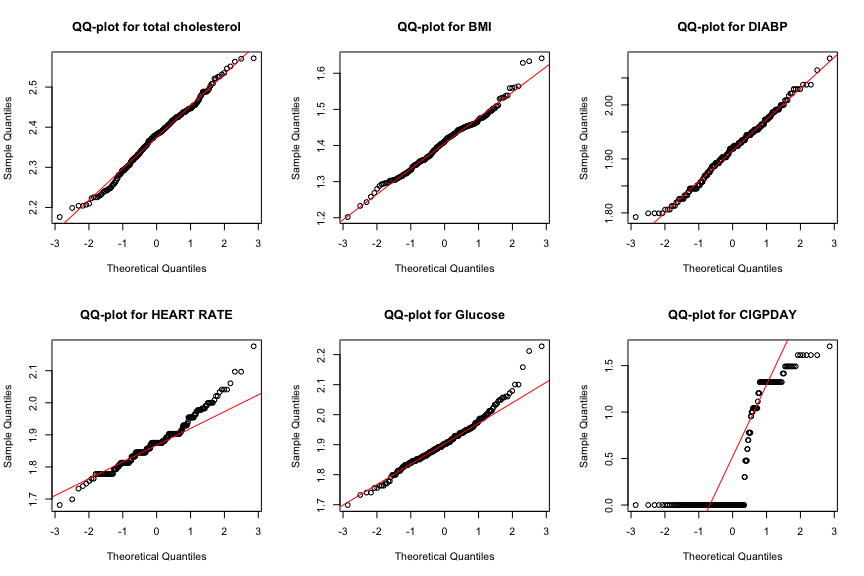 QQ-plot for total cholesterol
Sample Quantiles
2.2 2.3 2.4 2.5
-3 -2 -1 0 1 2 3
Theoretical Quantiles
QQ-plot for BMI
Sample Quantiles
1.2 1.3 1.4 1.5 1.6
-3 -2 -1 0 1 2 3
Theoretical Quantiles
QQ-plot for DIABP
Sample Quantiles
1.80 1.90 2.00
-3 -2 -1 0 1 2 3
Theoretical Quantiles
QQ-plot for HEART RATE
Sample Quantiles
1.7 1.8 1.9 2.0 2.1
-3 -2 -1 0 1 2 3
Theoretical Quantiles
QQ-plot for Glucose
Sample Quantiles
1.7 1.8 1.9 2.0 2.1 2.2
-3 -2 -1 0 1 2 3
Theoretical Quantiles
QQ-plot for CIGPDAY
Sample Quantiles
0.0 0.5 1.0 1.5
-3 -2 -1 0 1 2 3
Theoretical Quantiles